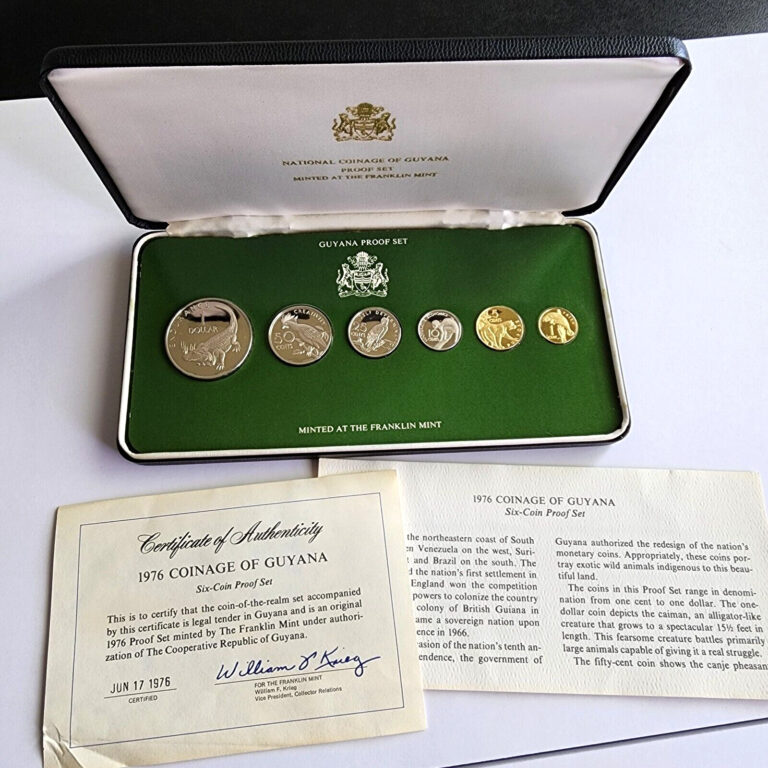 NATIONAL COINAGE OF GUYANA
PROOF SET
MINTED AT THE FRANKLIN MINT
GUYANA PROOF SET
DOLLAR
50
CENTS
25
CENTS
10
5
CENTS
1
MINTED AT THE FRANKLIN MINT
Certificate of Authenticity
1976 COINAGE OF GUYANA
Six-Coin Proof Set
This is to certify that the coin-of-the-realm set accompanied
by this certificate is legal tender in Guyana and is an original
1976 Proof Set minted by The Franklin Mint under authori-
zation of The Cooperative Republic of Guyana.
JUN 17 1976
CERTIFIED
William F Krieg
FOR THE FRANKLIN MINT
William F. Krieg
Vice President, Collector Relations
1976 COINAGE OF GUYANA
Six-Coin Proof Set
the northeastern coast of South
en Venezuela on the west, Suri-
t and Brazil on the south. The
d the nation's first settlement in
England won the competition
powers to colonize the country
colony of British Guiana in
ame a sovereign nation upon
ence in 1966.
asion of the nation's tenth an-
endence, the government of
Guyana authorized the redesign of the nation's
monetary coins. Appropriately, these coins por-
tray exotic wild animals indigenous to this beau-
tiful land.
The coins in this Proof Set range in denomi-
nation from one cent to one dollar. The one-
dollar coin depicts the caiman, an alligator-like
creature that grows to a spectacular 15½ feet in
length. This fearsome creature battles primarily
large animals capable of giving it a real struggle.
The fifty-cent coin shows the canje pheasan